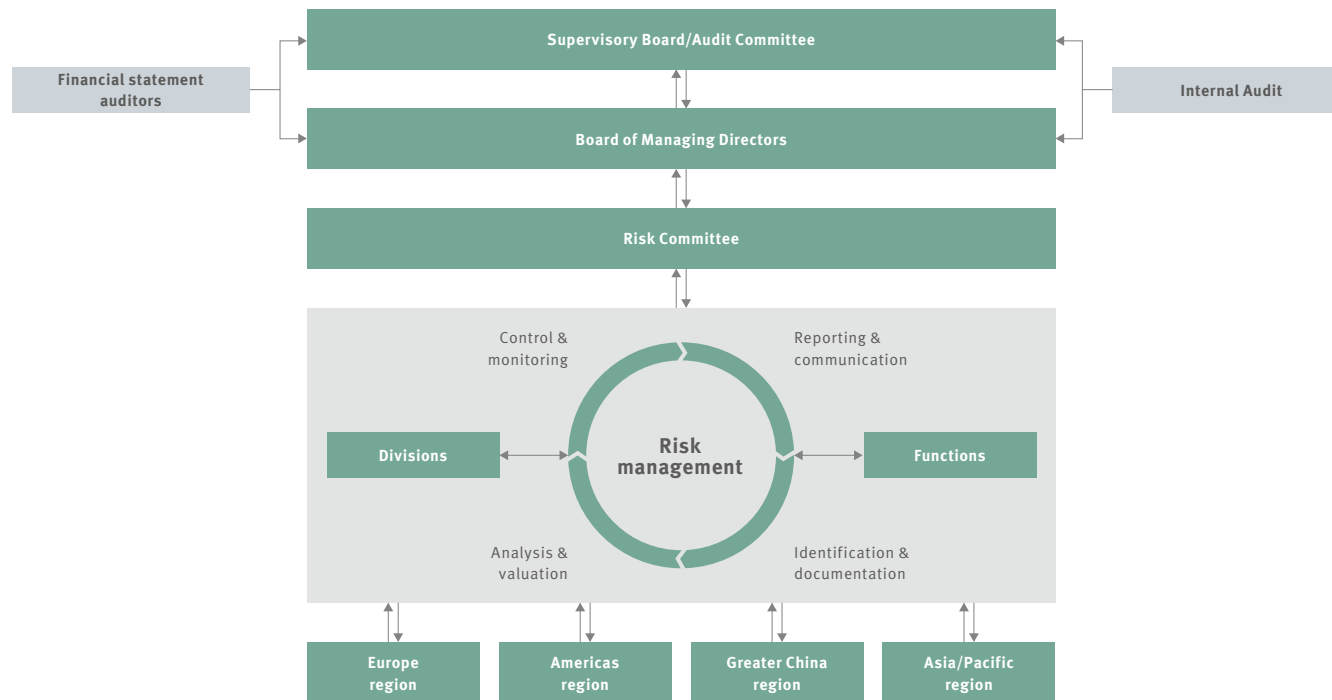 Supervisory Board/Audit Committee
Financial statement
auditors
Internal Audit
Board of Managing Directors
Risk Committee
Control &
monitoring
Reporting &
communication
Divisions
Risk
management
Functions
Analysis &
valuation
Identification &
documentation
Europe
region
Americas
region
Greater China
region
Asia/Pacific
region